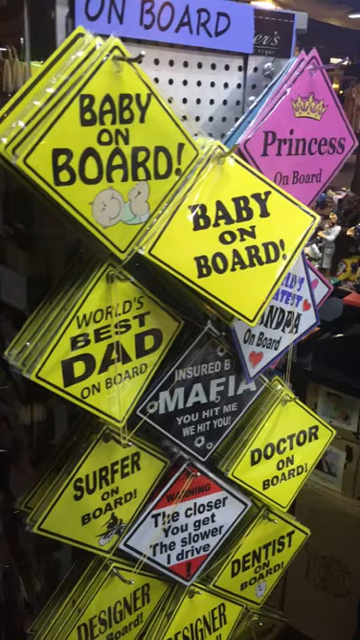 ON BOARD
BABY
ON
BOARD!
Princess
On Board
BABY
ON
BOARD!
On Board
WORLD'S
BEST
DAD
ON BOARD
INSURED B
MAFIA
YOU HIT ME
WE HIT YOU!
DOCTOR
ON
BOARD!
SURFER
ON
BOARD!
WARNING
The closer
You get
The slower
I drive
DENTIST
ON
BOARD!
DESIGNER
on Board!
DESIGNER